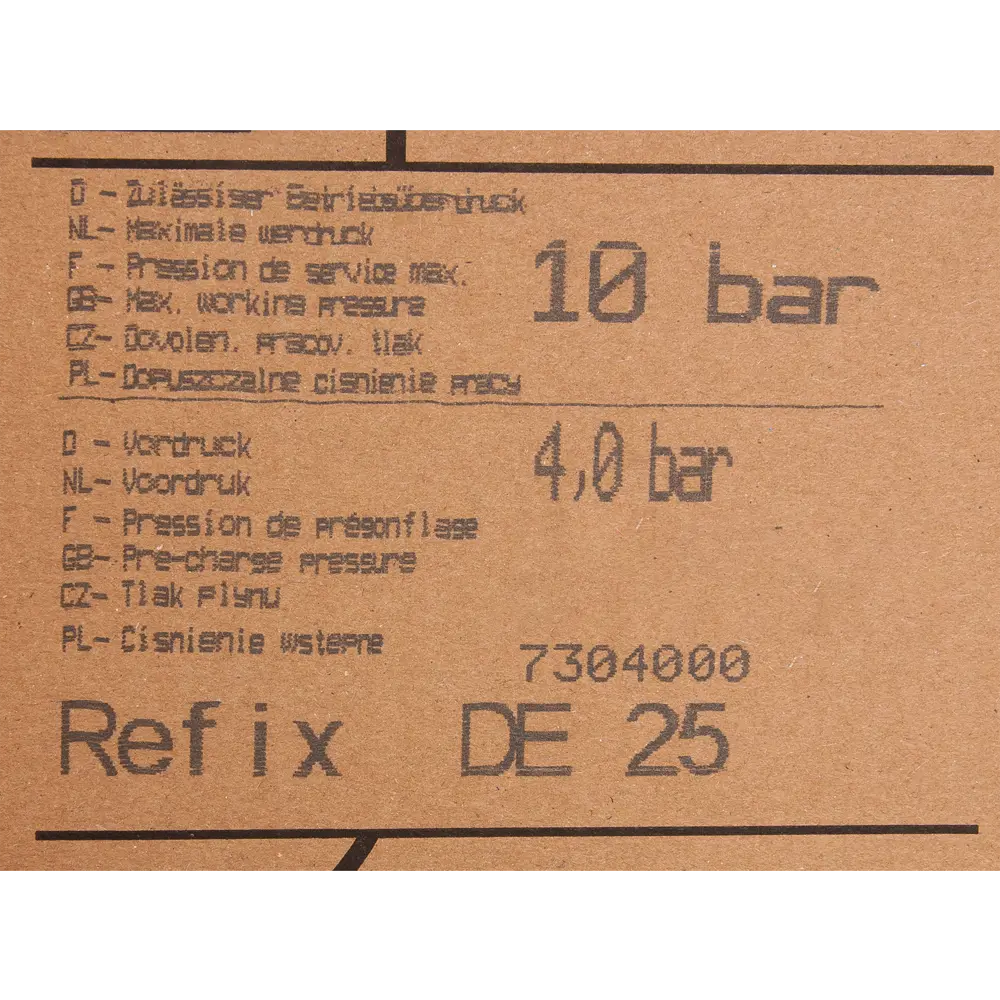 D - Zulässiger Betriebsüberdruck
NL- Maximale werdruck
F - Pression de service max.
GB- Max. working pressure
CZ- Dovolen. pracov. tlak
PL- Dopuszczalne cisnienie pracy
10 bar
D - Vordruck
NL- Voordruk
F - Pression de présonflage
GB- Pre-charge pressure
CZ- Tlak plynu
PL- Cisnienie wstepne
4,0 bar
7304000
Refix DE 25